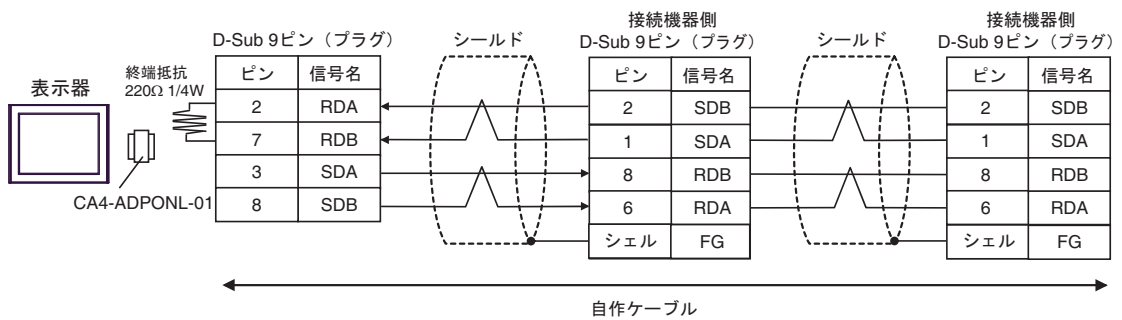 表示器
CA4-ADPONL-01
終端抵抗
220Ω 1/4W
D-Sub 9ピン（プラグ）
ピン 信号名
2 RDA
7 RDB
3 SDA
8 SDB
シールド
接続機器側
D-Sub 9ピン（プラグ）
ピン 信号名
2 SDB
1 SDA
8 RDB
6 RDA
シェル FG
シールド
接続機器側
D-Sub 9ピン（プラグ）
ピン 信号名
2 SDB
1 SDA
8 RDB
6 RDA
シェル FG
自作ケーブル